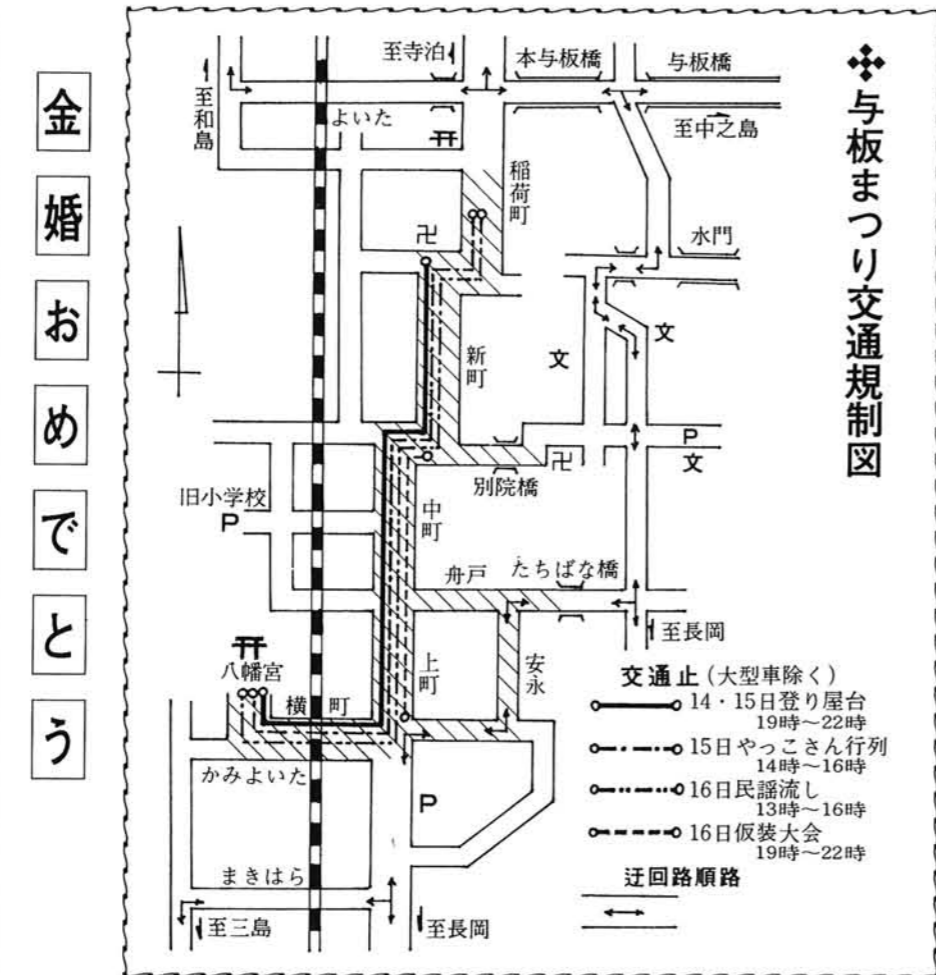 金婚おめでとう
与板まつり交通規制図
至寺泊
本与板橋
与板橋
至和島
よいた
至中之島
稲荷町
水門
卍
新町
文
文
P
文
卍
別院橋
旧小学校
P
中町
舟戸
たちばな橋
至長岡
八幡宮
横町
上町
安永
かみよいた
P
まきはら
至三島
至長岡
交通止(大型車除く)
14・15日登り屋台
19時〜22時
15日やっこさん行列
14時〜16時
16日民謡流し
13時〜16時
16日仮装大会
19時〜22時
迂回路順路